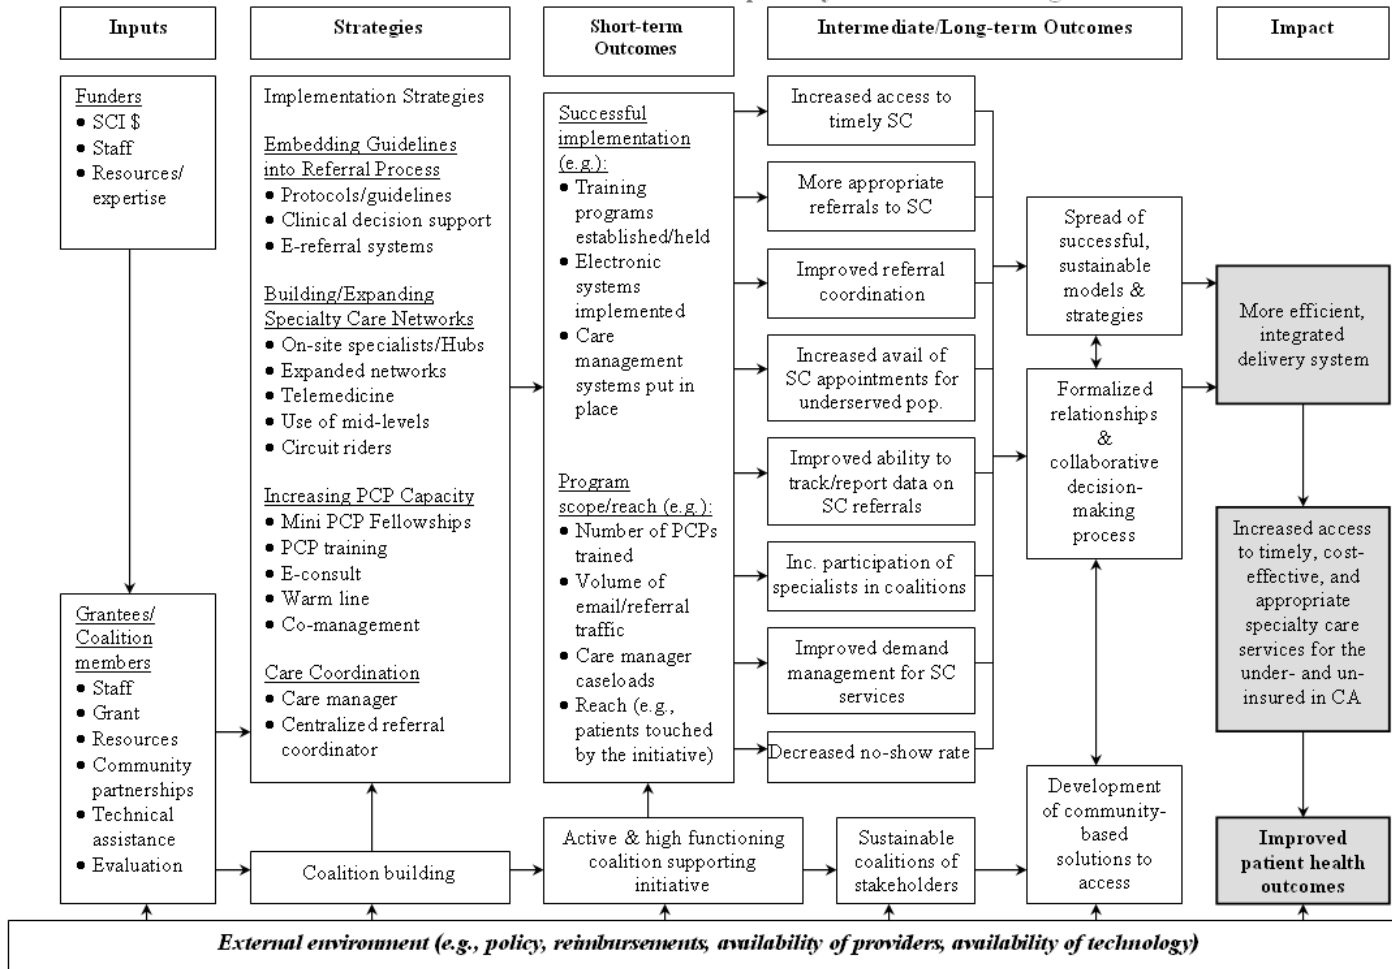 Inputs
Strategies
Short-term
Outcomes
Intermediate/Long-term Outcomes
Impact
Funders
● SCI $
● Staff
● Resources/
expertise
Grantees/
Coalition
members
● Staff
● Grant
● Resources
● Community
partnerships
● Technical
assistance
● Evaluation
Implementation Strategies
Embedding Guidelines
into Referral Process
● Protocols/guidelines
● Clinical decision support
● E-referral systems
Building/Expanding
Specialty Care Networks
● On-site specialists/Hubs
● Expanded networks
● Telemedicine
● Use of mid-levels
● Circuit riders
Increasing PCP Capacity
● Mini PCP Fellowships
● PCP training
● E-consult
● Warm line
● Co-management
Care Coordination
● Care manager
● Centralized referral
coordinator
Coalition building
Successful
implementation
(e.g.):
● Training
programs
established/held
● Electronic
systems
implemented
● Care
management
systems put in
place
Program
scope/reach (e.g.):
● Number of PCPs
trained
● Volume of
email/referral
traffic
● Care manager
caseloads
● Reach (e.g.,
patients touched
by the initiative)
Active & high functioning
coalition supporting
initiative
Increased access to
timely SC
More appropriate
referrals to SC
Improved referral
coordination
Increased avail of
SC appointments for
underserved pop.
Improved ability to
track/report data on
SC referrals
Inc. participation of
specialists in coalitions
Improved demand
management for SC
services
Decreased no-show rate
Sustainable
coalitions of
stakeholders
Spread of
successful,
sustainable
models &
strategies
Formalized
relationships
&
collaborative
decision-
making
process
Development
of community-
based
solutions to
access
More efficient,
integrated
delivery system
Increased access
to timely, cost-
effective, and
appropriate
specialty care
services for the
under- and un-
insured in CA
Improved
patient health
outcomes
External environment (e.g., policy, reimbursements, availability of providers, availability of technology)